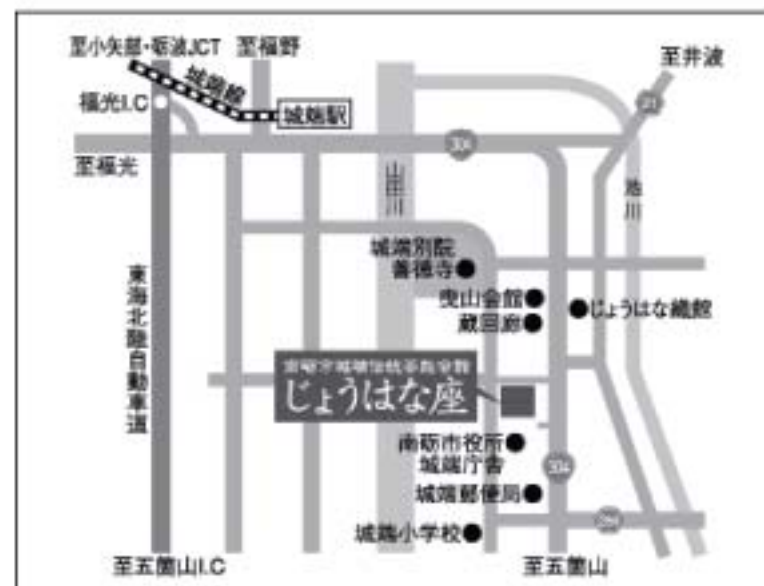 至小矢部・砺波JCT
至福野
至井波
城端線
福光I.C
城端駅
21
304
至福光
山田川
池川
城端別院
善徳寺
曳山会館
蔵回廊
じょうはな織館
東海北陸自動車道
じょうはな座
南砺市役所
城端庁舎
304
城端郵便局
城端小学校
至五箇山I.C
至五箇山